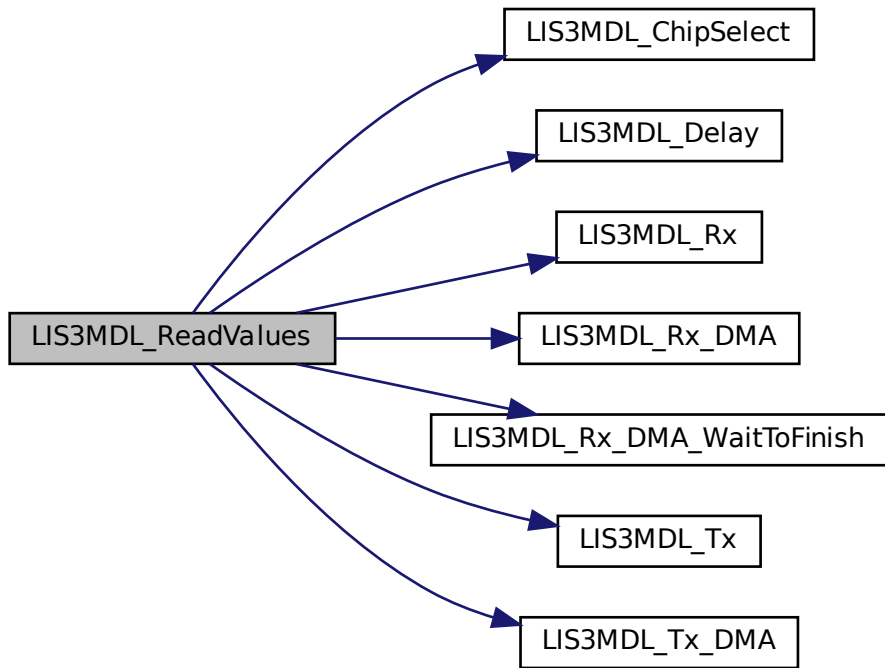 LIS3MDL_ChipSelect
LIS3MDL_Delay
LIS3MDL_Rx
LIS3MDL_ReadValues
LIS3MDL_Rx_DMA
LIS3MDL_Rx_DMA_WaitToFinish
LIS3MDL_Tx
LIS3MDL_Tx_DMA